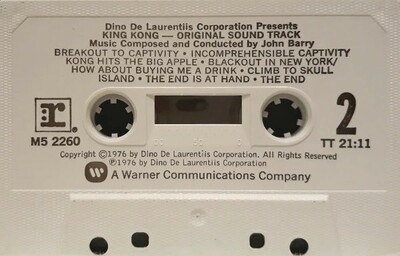 Dino De Laurentiis Corporation Presents
KING KONG — ORIGINAL SOUND TRACK
Music Composed and Conducted by John Barry
BREAKOUT TO CAPTIVITY • INCOMPREHENSIBLE CAPTIVITY
KONG HITS THE BIG APPLE • BLACKOUT IN NEW YORK/
HOW ABOUT BUYING ME A DRINK • CLIMB TO SKULL
ISLAND • THE END IS AT HAND • THE END
r:
M5 2260
2
TT 21:11
Copyright ©1976 by Dino De Laurentiis Corporation. All Rights Reserved
℗1976 by Dino De Laurentiis Corporation
A Warner Communications Company